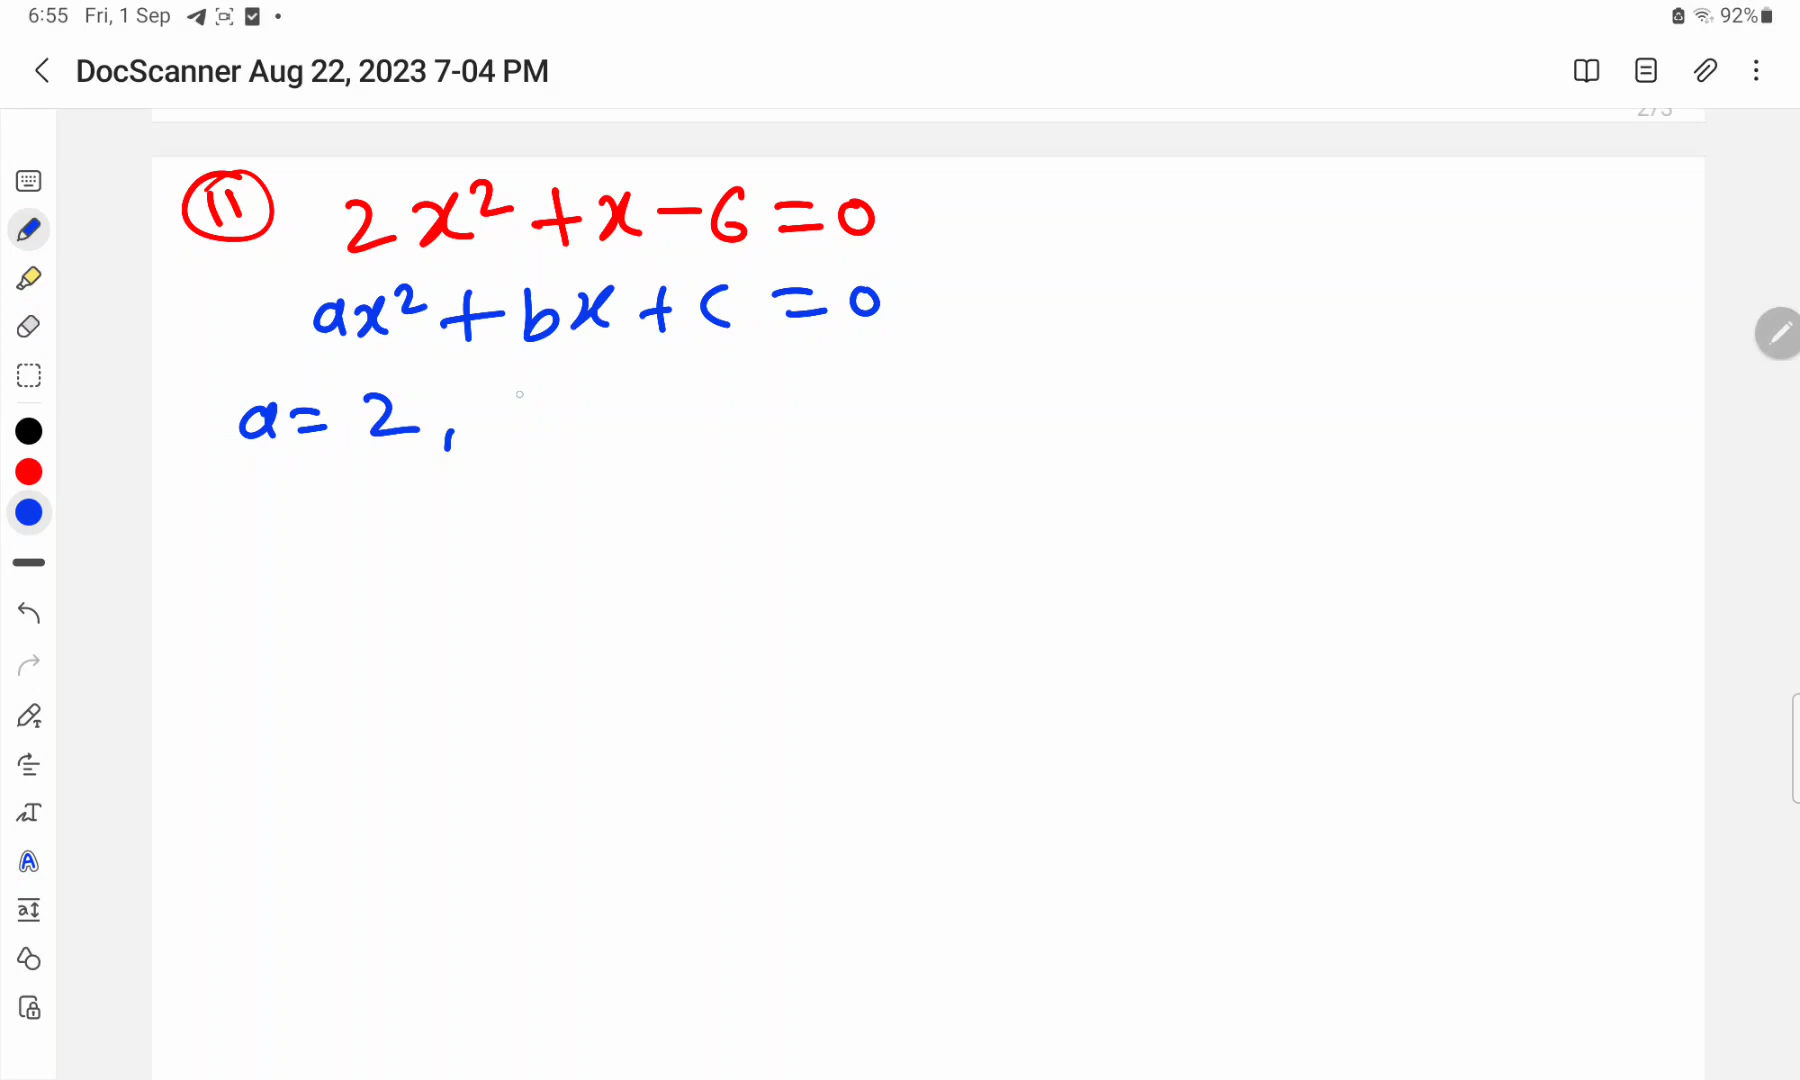 6:55 Fri, 1 Sep 92%
DocScanner Aug 22, 2023 7-04 PM
11 2x² + x - 6 = 0
ax² + bx + c = 0
a = 2 ,